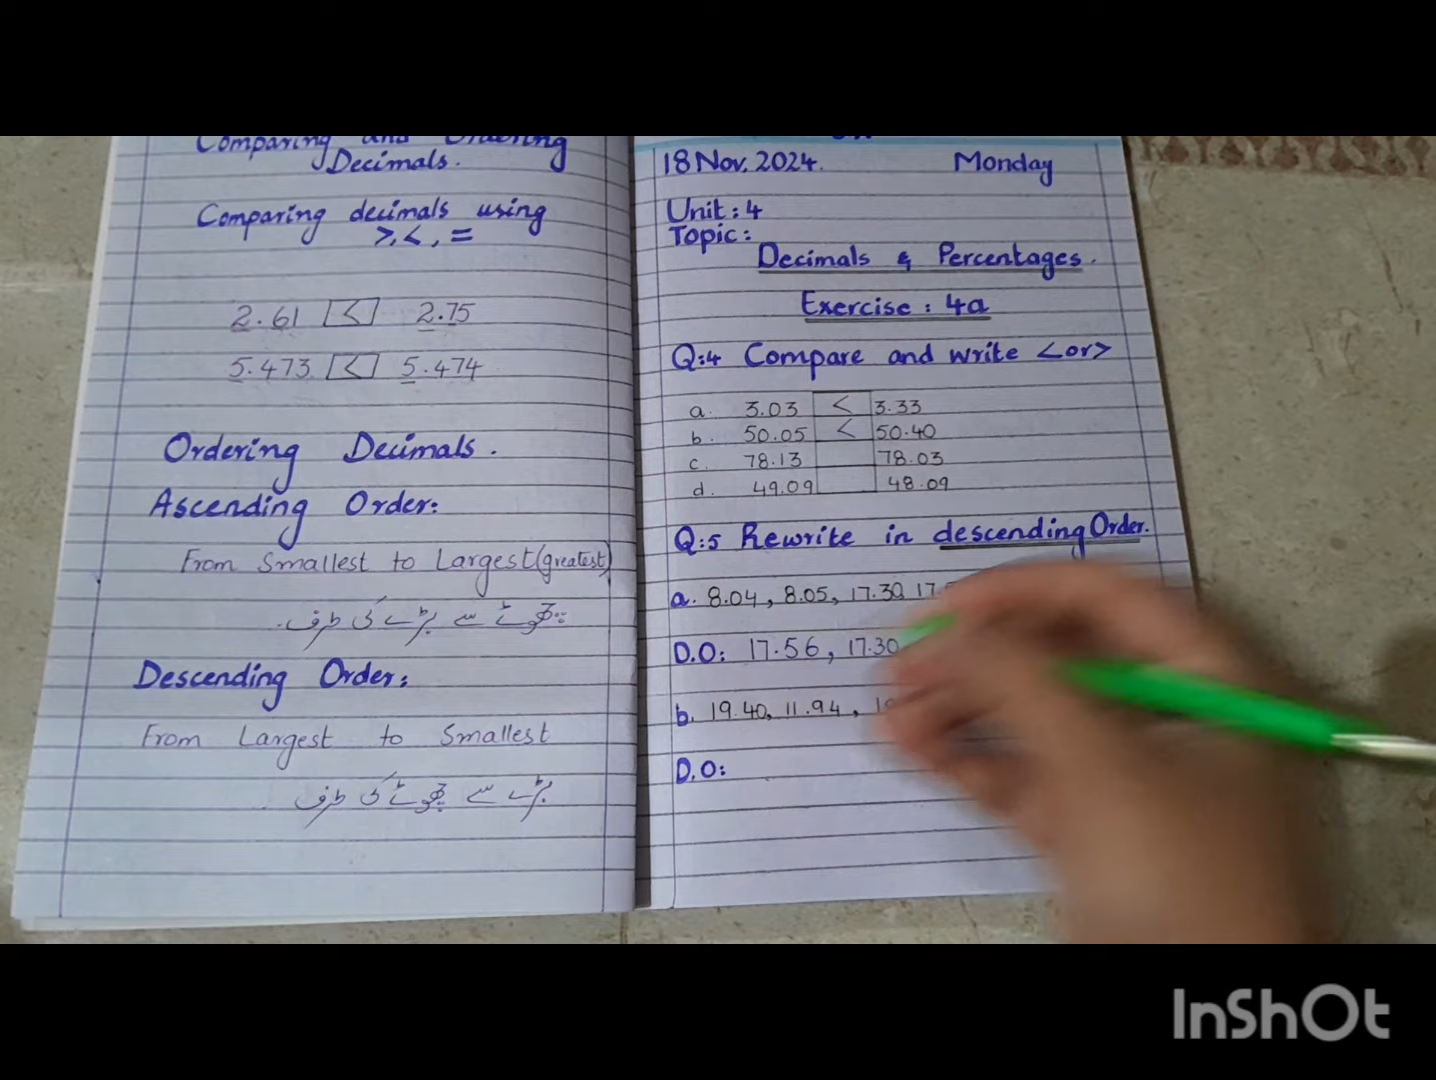 Comparing and Ordering
Decimals.
Comparing decimals using
>, <, =
2.61 < 2.75
5.473 < 5.474
Ordering Decimals.
Ascending Order:
From Smallest to Largest(greatest)
چھوٹے سے بڑے کی طرف.
Descending Order:
From Largest to Smallest
بڑے سے چھوٹے کی طرف.
18 Nov. 2024. Monday
Unit: 4
Topic:
Decimals & Percentages.
Exercise: 4a
Q:4 Compare and write <or>
a. 3.03 < 3.33
b. 50.05 < 50.40
c. 78.13 78.03
d. 49.09 48.09
Q:5 Rewrite in descending Order.
a. 8.04, 8.05, 17.30, 17.
D.O: 17.56, 17.30
b. 19.40, 11.94,
D.O:
InShOt